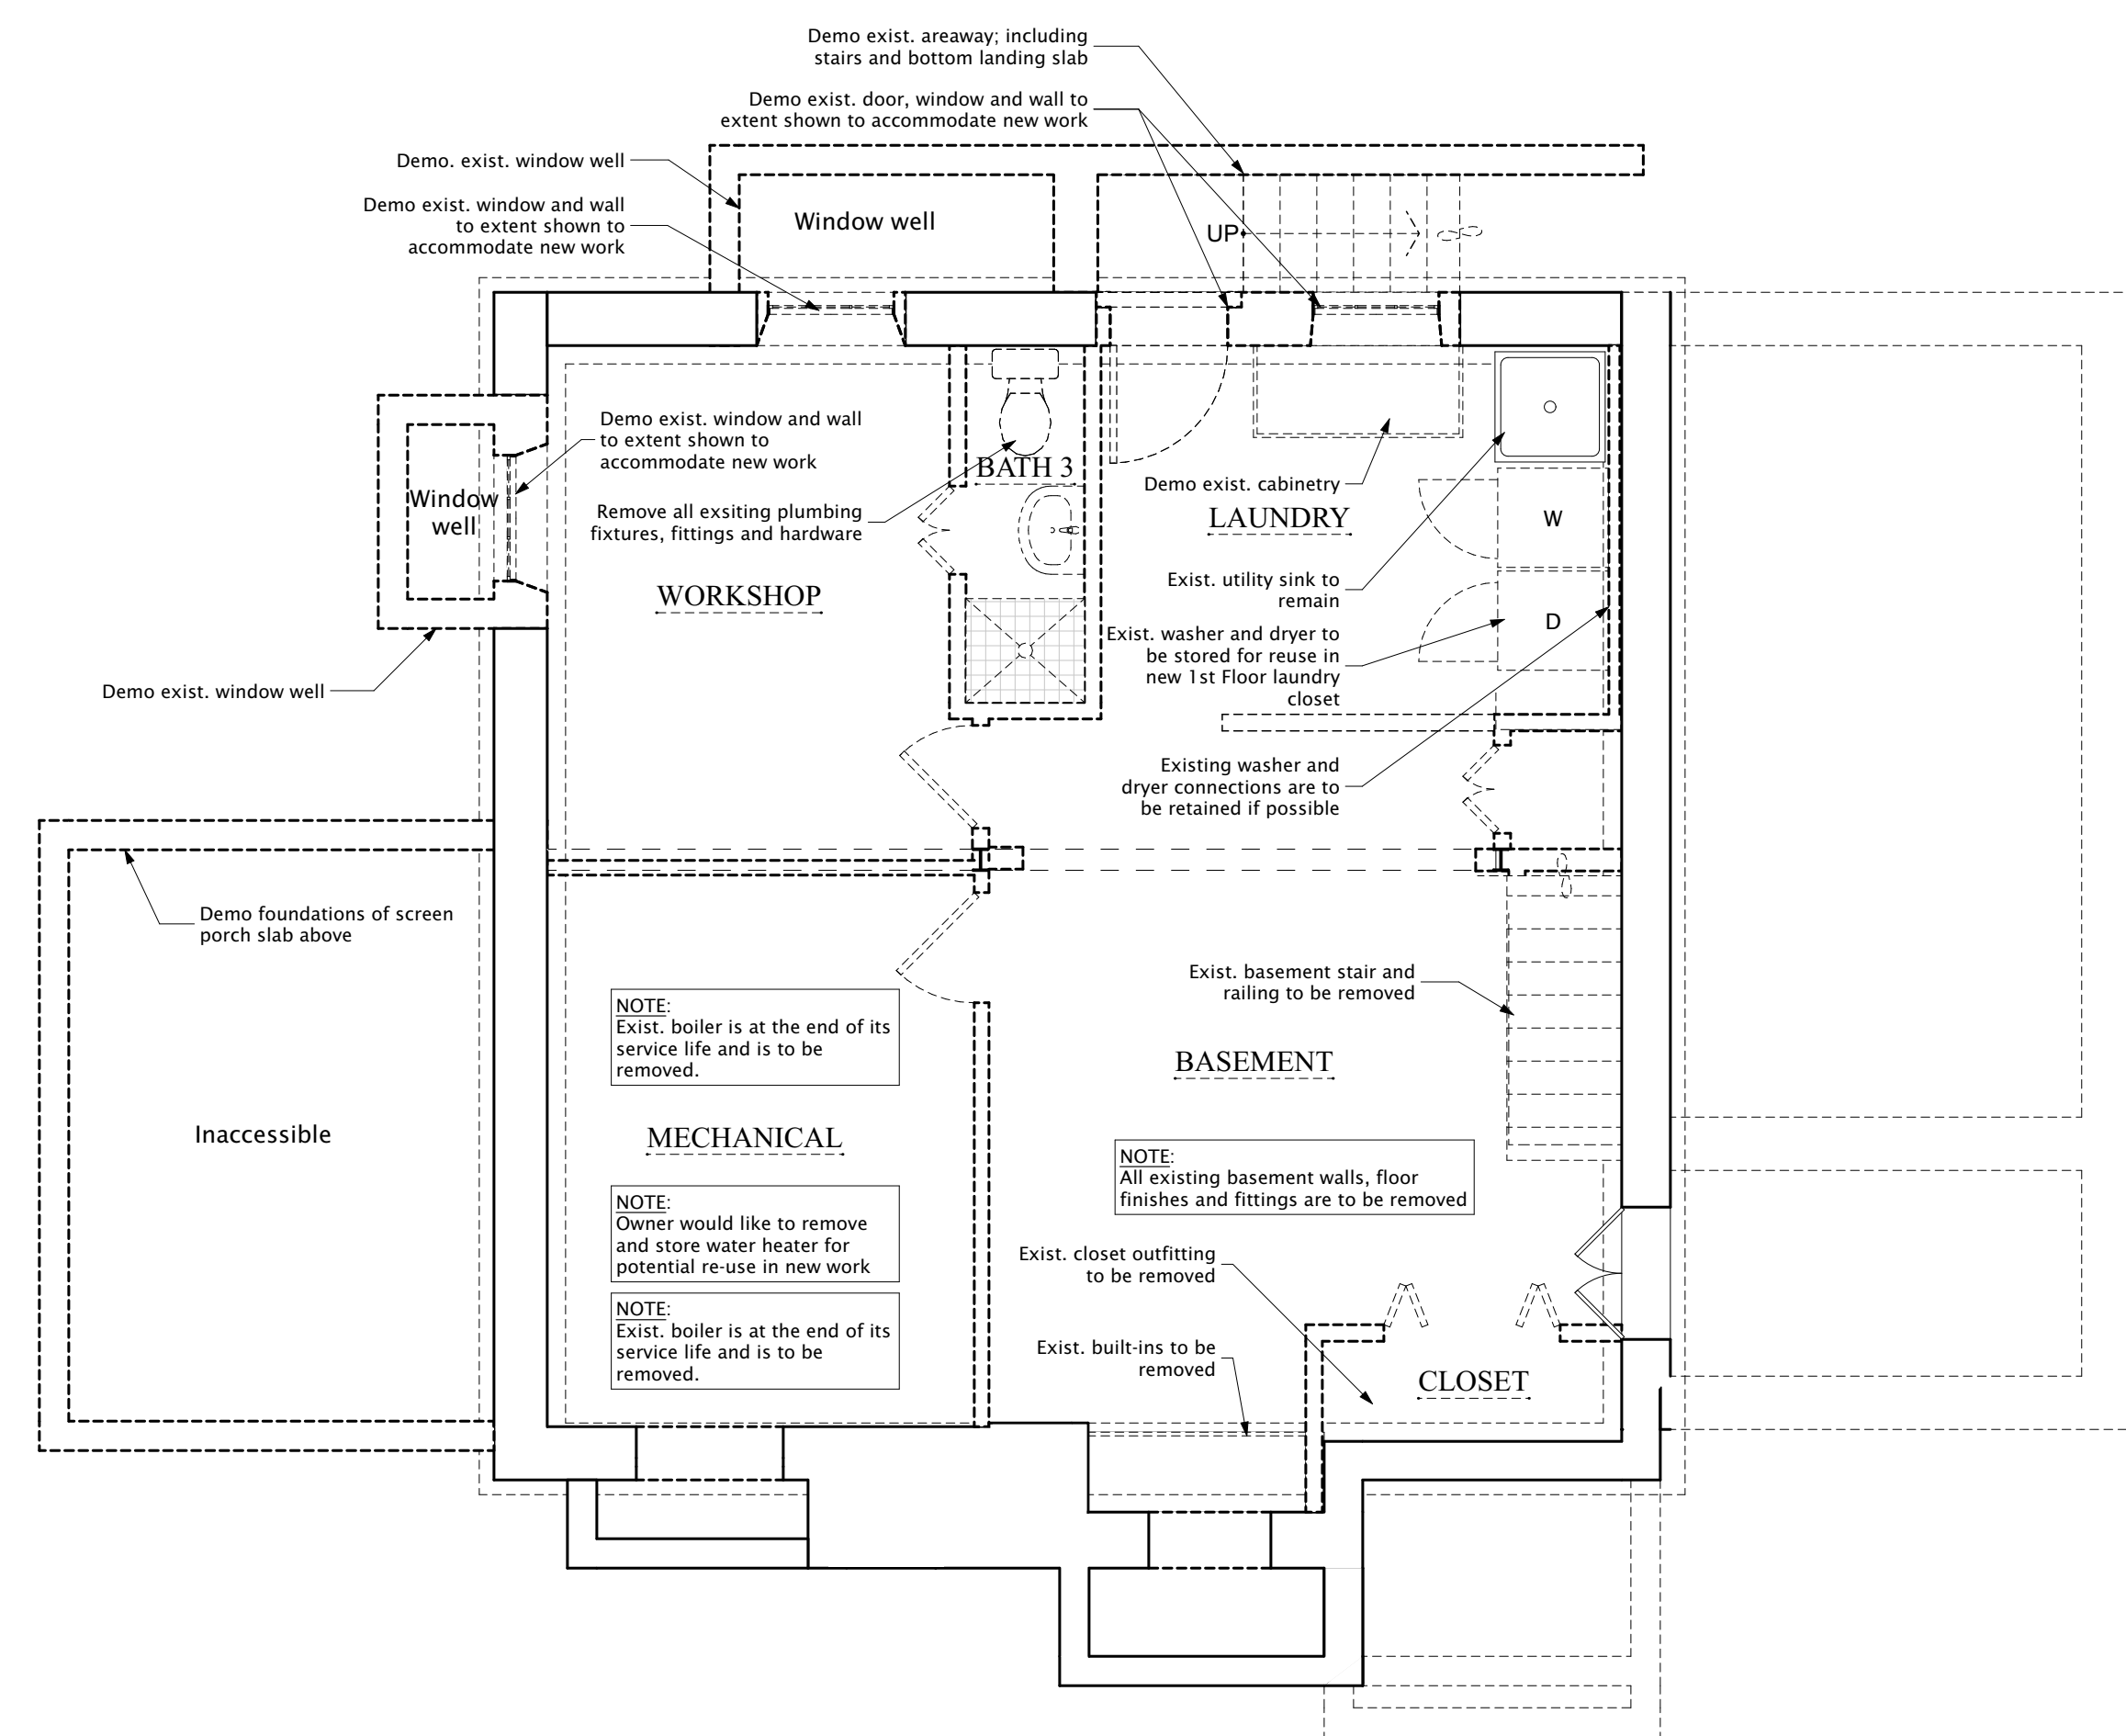 Demo exist. areaway; including
stairs and bottom landing slab
Demo exist. door, window and wall to
extent shown to accommodate new work
Demo. exist. window well
Demo exist. window and wall
to extent shown to
accommodate new work
Window well
UP
Demo exist. window and wall
to extent shown to
accommodate new work
BATH 3
Window
well
Remove all exsiting plumbing
fixtures, fittings and hardware
Demo exist. cabinetry
LAUNDRY
W
WORKSHOP
Exist. utility sink to
remain
D
Exist. washer and dryer to
be stored for reuse in
new 1st Floor laundry
closet
Demo exist. window well
Existing washer and
dryer connections are to
be retained if possible
Demo foundations of screen
porch slab above
Exist. basement stair and
railing to be removed
NOTE:
Exist. boiler is at the end of its
service life and is to be
removed.
BASEMENT
Inaccessible
MECHANICAL
NOTE:
All existing basement walls, floor
finishes and fittings are to be removed
NOTE:
Owner would like to remove
and store water heater for
potential re-use in new work
Exist. closet outfitting
to be removed
NOTE:
Exist. boiler is at the end of its
service life and is to be
removed.
Exist. built-ins to be
removed
CLOSET